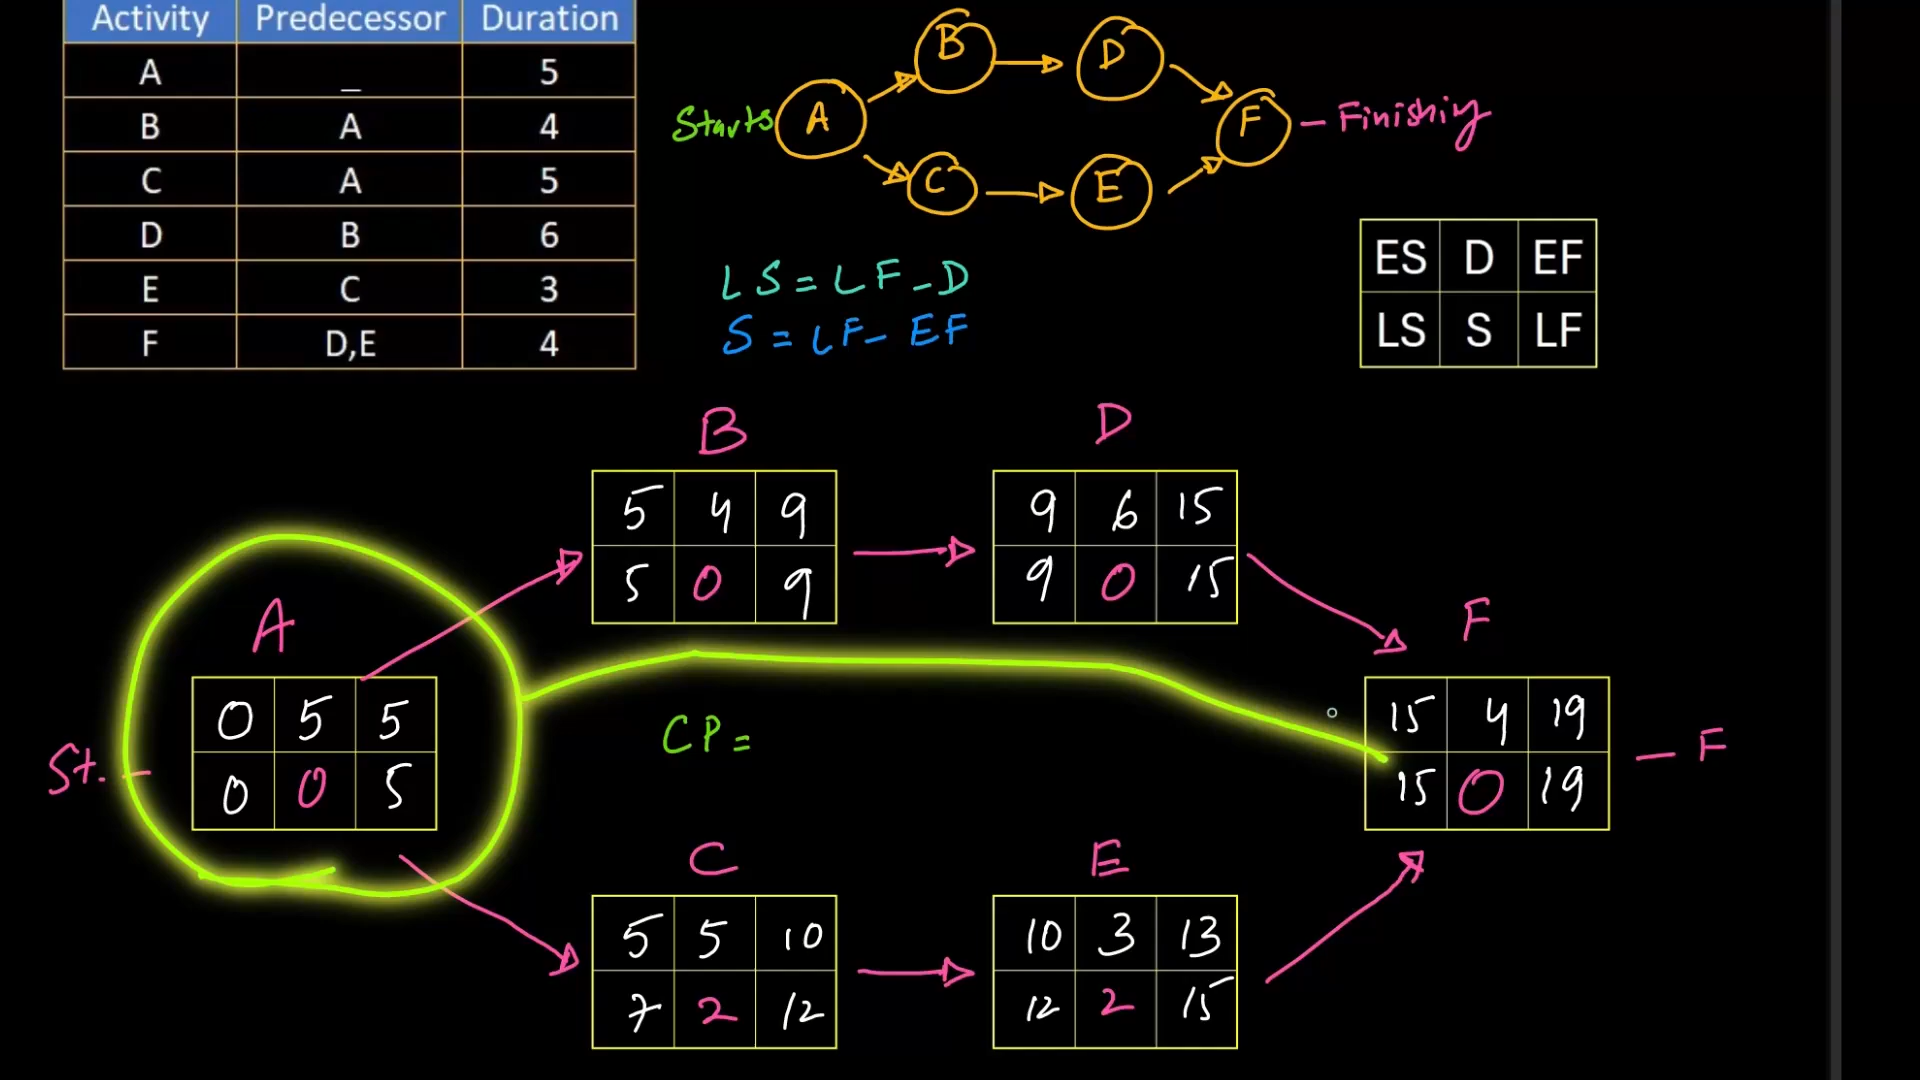 Activity Predecessor Duration
A _ 5
B A 4
C A 5
D B 6
E C 3
F D,E 4
B D
Starts A F - Finishing
C E
LS = LF - D
S = LF - EF
ES D EF
LS S LF
B
5 4 9
5 0 9
D
9 6 15
9 0 15
A
0 5 5
0 0 5
St. -
CP =
F
15 4 19
15 0 19
- F
C
5 5 10
7 2 12
E
10 3 13
12 2 15